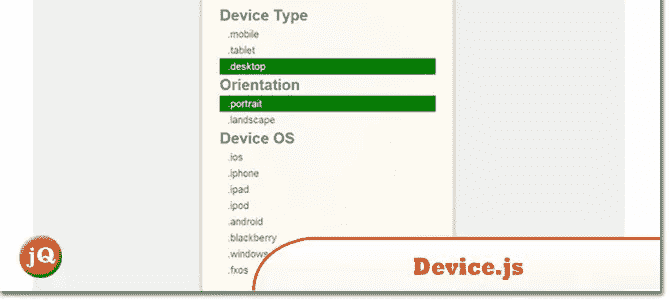 Device Type
.mobile
.tablet
.desktop
Orientation
.portrait
.landscape
Device OS
.ios
.iphone
.ipad
.ipod
.android
.blackberry
.windows
.fxos
jQ
Device.js